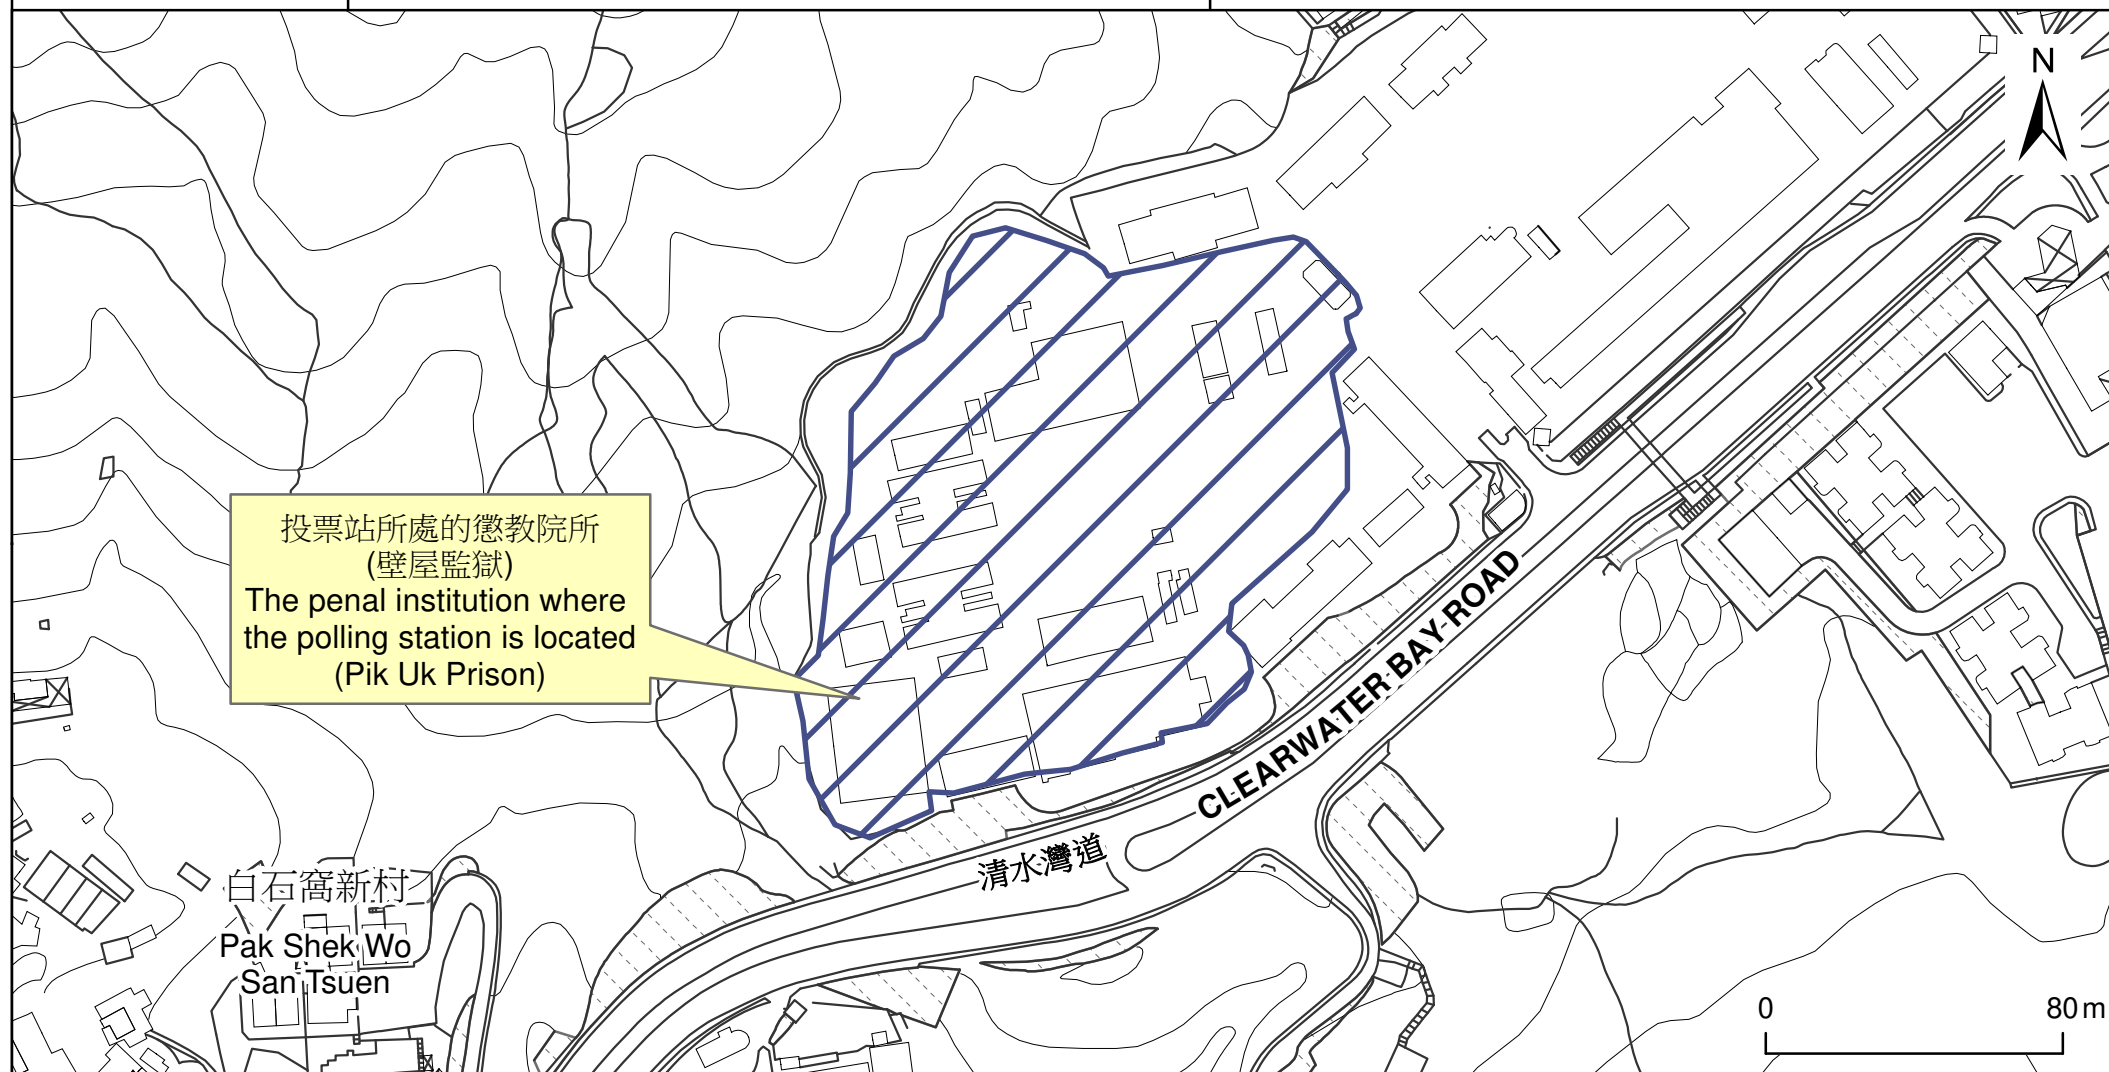 N
投票站所處的懲教院所
(壁屋監獄)
The penal institution where
the polling station is located
(Pik Uk Prison)
CLEARWATER BAY ROAD
清水灣道
白石窩新村
Pak Shek Wo
San Tsuen
0 80 m